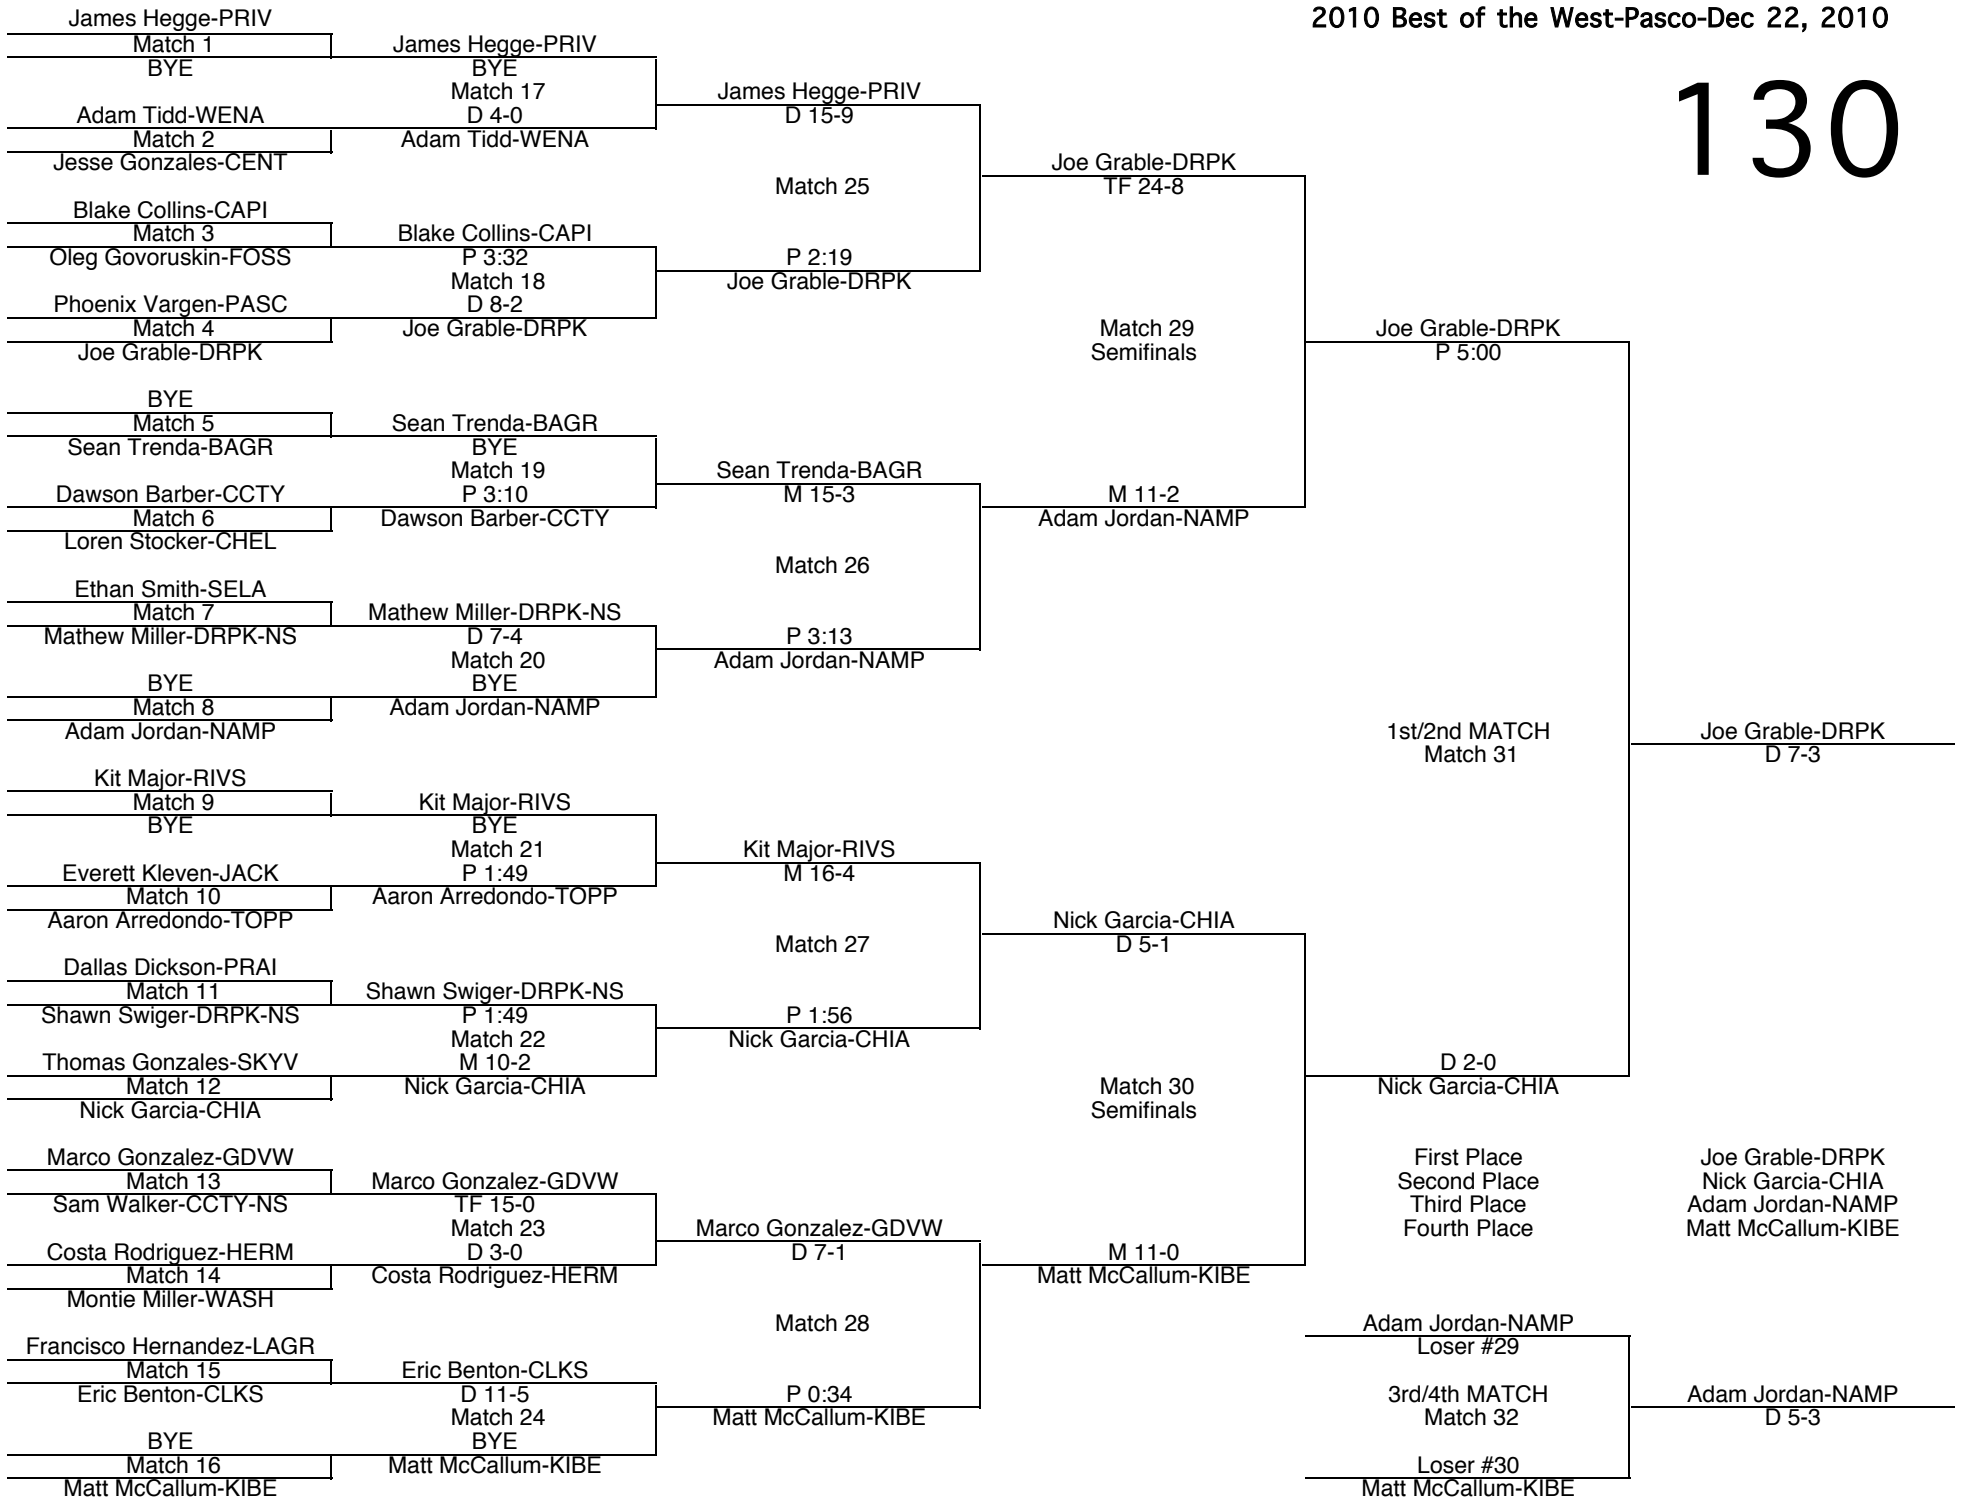 2010 Best of the West-Pasco-Dec 22, 2010
130
James Hegge-PRIV
Match 1
BYE
Adam Tidd-WENA
Match 2
Jesse Gonzales-CENT
Blake Collins-CAPI
Match 3
Oleg Govoruskin-FOSS
Phoenix Vargen-PASC
Match 4
Joe Grable-DRPK
BYE
Match 5
Sean Trenda-BAGR
Dawson Barber-CCTY
Match 6
Loren Stocker-CHEL
Ethan Smith-SELA
Match 7
Mathew Miller-DRPK-NS
BYE
Match 8
Adam Jordan-NAMP
Kit Major-RIVS
Match 9
BYE
Everett Kleven-JACK
Match 10
Aaron Arredondo-TOPP
Dallas Dickson-PRAI
Match 11
Shawn Swiger-DRPK-NS
Thomas Gonzales-SKYV
Match 12
Nick Garcia-CHIA
Marco Gonzalez-GDVW
Match 13
Sam Walker-CCTY-NS
Costa Rodriguez-HERM
Match 14
Montie Miller-WASH
Francisco Hernandez-LAGR
Match 15
Eric Benton-CLKS
BYE
Match 16
Matt McCallum-KIBE
James Hegge-PRIV
BYE
Match 17
D 4-0
Adam Tidd-WENA
Blake Collins-CAPI
P 3:32
Match 18
D 8-2
Joe Grable-DRPK
Sean Trenda-BAGR
BYE
Match 19
P 3:10
Dawson Barber-CCTY
Mathew Miller-DRPK-NS
D 7-4
Match 20
BYE
Adam Jordan-NAMP
Kit Major-RIVS
BYE
Match 21
P 1:49
Aaron Arredondo-TOPP
Shawn Swiger-DRPK-NS
P 1:49
Match 22
M 10-2
Nick Garcia-CHIA
Marco Gonzalez-GDVW
TF 15-0
Match 23
D 3-0
Costa Rodriguez-HERM
Eric Benton-CLKS
D 11-5
Match 24
BYE
Matt McCallum-KIBE
James Hegge-PRIV
D 15-9
Match 25
P 2:19
Joe Grable-DRPK
Sean Trenda-BAGR
M 15-3
Match 26
P 3:13
Adam Jordan-NAMP
Kit Major-RIVS
M 16-4
Match 27
P 1:56
Nick Garcia-CHIA
Marco Gonzalez-GDVW
D 7-1
Match 28
P 0:34
Matt McCallum-KIBE
Joe Grable-DRPK
TF 24-8
Match 29
Semifinals
M 11-2
Adam Jordan-NAMP
Nick Garcia-CHIA
D 5-1
Match 30
Semifinals
M 11-0
Matt McCallum-KIBE
Joe Grable-DRPK
P 5:00
1st/2nd MATCH
Match 31
D 2-0
Nick Garcia-CHIA
Joe Grable-DRPK
D 7-3
First Place Joe Grable-DRPK
Second Place Nick Garcia-CHIA
Third Place Adam Jordan-NAMP
Fourth Place Matt McCallum-KIBE
Adam Jordan-NAMP
Loser #29
3rd/4th MATCH
Match 32
Loser #30
Matt McCallum-KIBE
Adam Jordan-NAMP
D 5-3